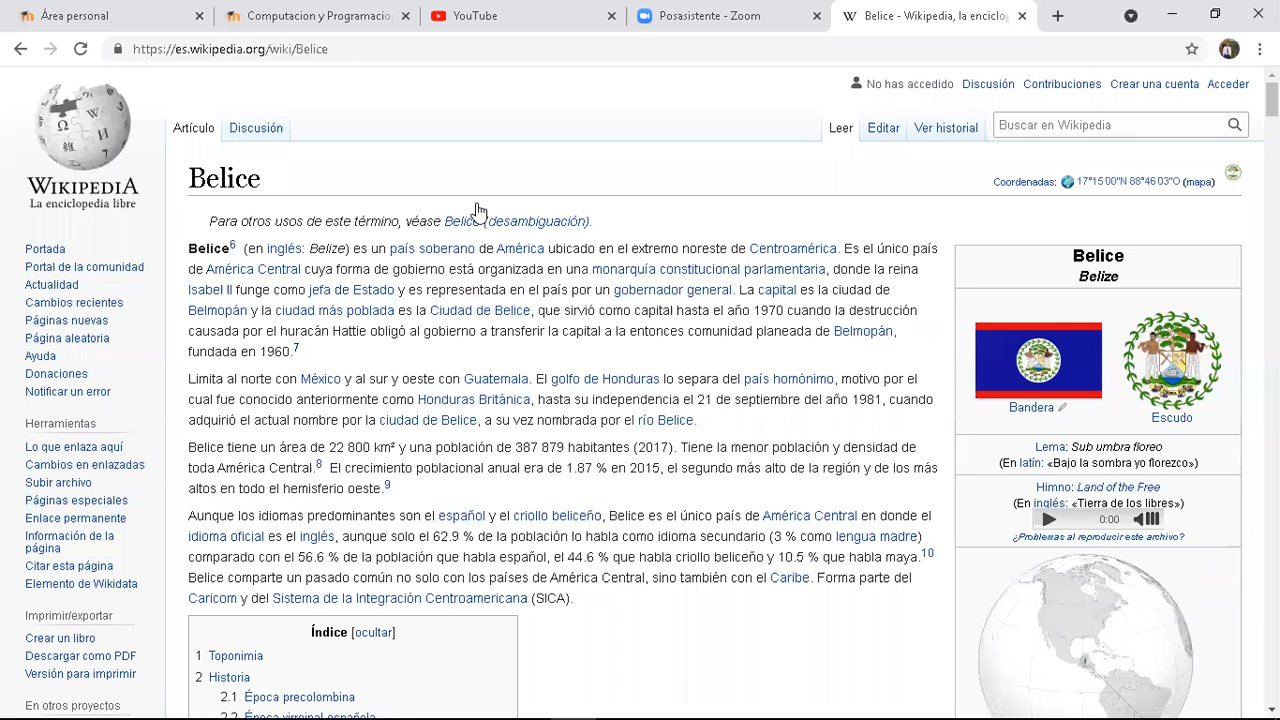 Área personal
Computacion y Programacio
YouTube
Posasistente - Zoom
Belice - Wikipedia, la enciclo
https://es.wikipedia.org/wiki/Belice
No has accedido Discusión Contribuciones Crear una cuenta Acceder
Artículo Discusión
Leer Editar Ver historial
Buscar en Wikipedia
WIKIPEDIA
La enciclopedia libre
Portada
Portal de la comunidad
Actualidad
Cambios recientes
Páginas nuevas
Página aleatoria
Ayuda
Donaciones
Notificar un error
Herramientas
Lo que enlaza aquí
Cambios en enlazadas
Subir archivo
Páginas especiales
Enlace permanente
Información de la
página
Citar esta página
Elemento de Wikidata
Imprimir/exportar
Crear un libro
Descargar como PDF
Versión para imprimir
En otros proyectos
Belice
Coordenadas: 17°15′00″N 88°46′03″O (mapa)
Para otros usos de este término, véase Belice (desambiguación).
Belice6 (en inglés: Belize) es un país soberano de América ubicado en el extremo noreste de Centroamérica. Es el único país
de América Central cuya forma de gobierno está organizada en una monarquía constitucional parlamentaria, donde la reina
Isabel II funge como jefa de Estado y es representada en el país por un gobernador general. La capital es la ciudad de
Belmopán y la ciudad más poblada es la Ciudad de Belice, que sirvió como capital hasta el año 1970 cuando la destrucción
causada por el huracán Hattie obligó al gobierno a transferir la capital a la entonces comunidad planeada de Belmopán,
fundada en 1960.7
Limita al norte con México y al sur y oeste con Guatemala. El golfo de Honduras lo separa del país homónimo, motivo por el
cual fue conocido anteriormente como Honduras Británica, hasta su independencia el 21 de septiembre del año 1981, cuando
adquirió el actual nombre por la ciudad de Belice, a su vez nombrada por el río Belice.
Belice tiene un área de 22 800 km² y una población de 387 879 habitantes (2017). Tiene la menor población y densidad de
toda América Central.8 El crecimiento poblacional anual era de 1.87 % en 2015, el segundo más alto de la región y de los más
altos en todo el hemisferio oeste.9
Aunque los idiomas predominantes son el español y el criollo beliceño, Belice es el único país de América Central en donde el
idioma oficial es el inglés, aunque solo el 62.9 % de la población lo habla como idioma secundario (3 % como lengua madre)
comparado con el 56.6 % de la población que habla español, el 44.6 % que habla criollo beliceño y 10.5 % que habla maya.10
Belice comparte un pasado común no solo con los países de América Central, sino también con el Caribe. Forma parte del
Caricom y del Sistema de la Integración Centroamericana (SICA).
Índice [ocultar]
1 Toponimia
2 Historia
2.1 Época precolombina
2.2 Época virreinal española
Belice
Belize
Bandera
Escudo
Lema: Sub umbra floreo
(En latín: «Bajo la sombra yo florezco»)
Himno: Land of the Free
(En inglés: «Tierra de los libres»)
0:00
¿Problemas al reproducir este archivo?